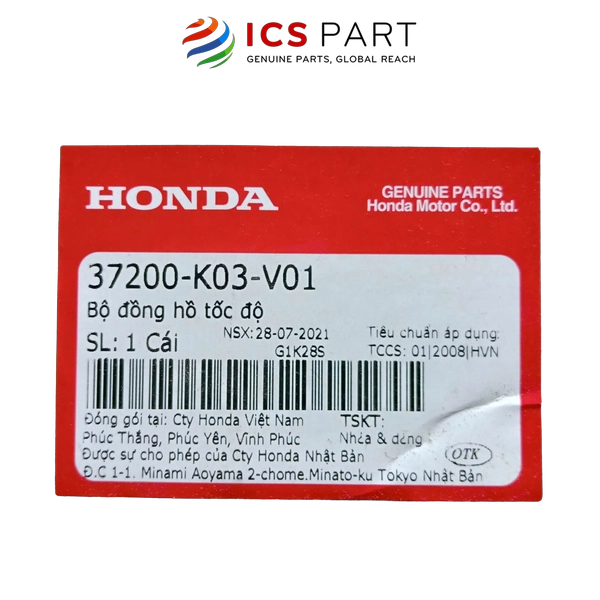 ICS PART
GENUINE PARTS, GLOBAL REACH
HONDA
GENUINE PARTS
Honda Motor Co., Ltd.
37200-K03-V01
Bộ đồng hồ tốc độ
SL: 1 Cái
NSX:28-07-2021
G1K28S
Tiêu chuẩn áp dụng:
TCCS: 01|2008|HVN
Đóng gói tại: Cty Honda Việt Nam
Phúc Thắng, Phúc Yên, Vĩnh Phúc
Được sự cho phép của Cty Honda Nhật Bản
Đ.C 1-1. Minami Aoyama 2-chome.Minato-ku Tokyo Nhật Bản
TSKT:
Nhựa & đồng
OTK